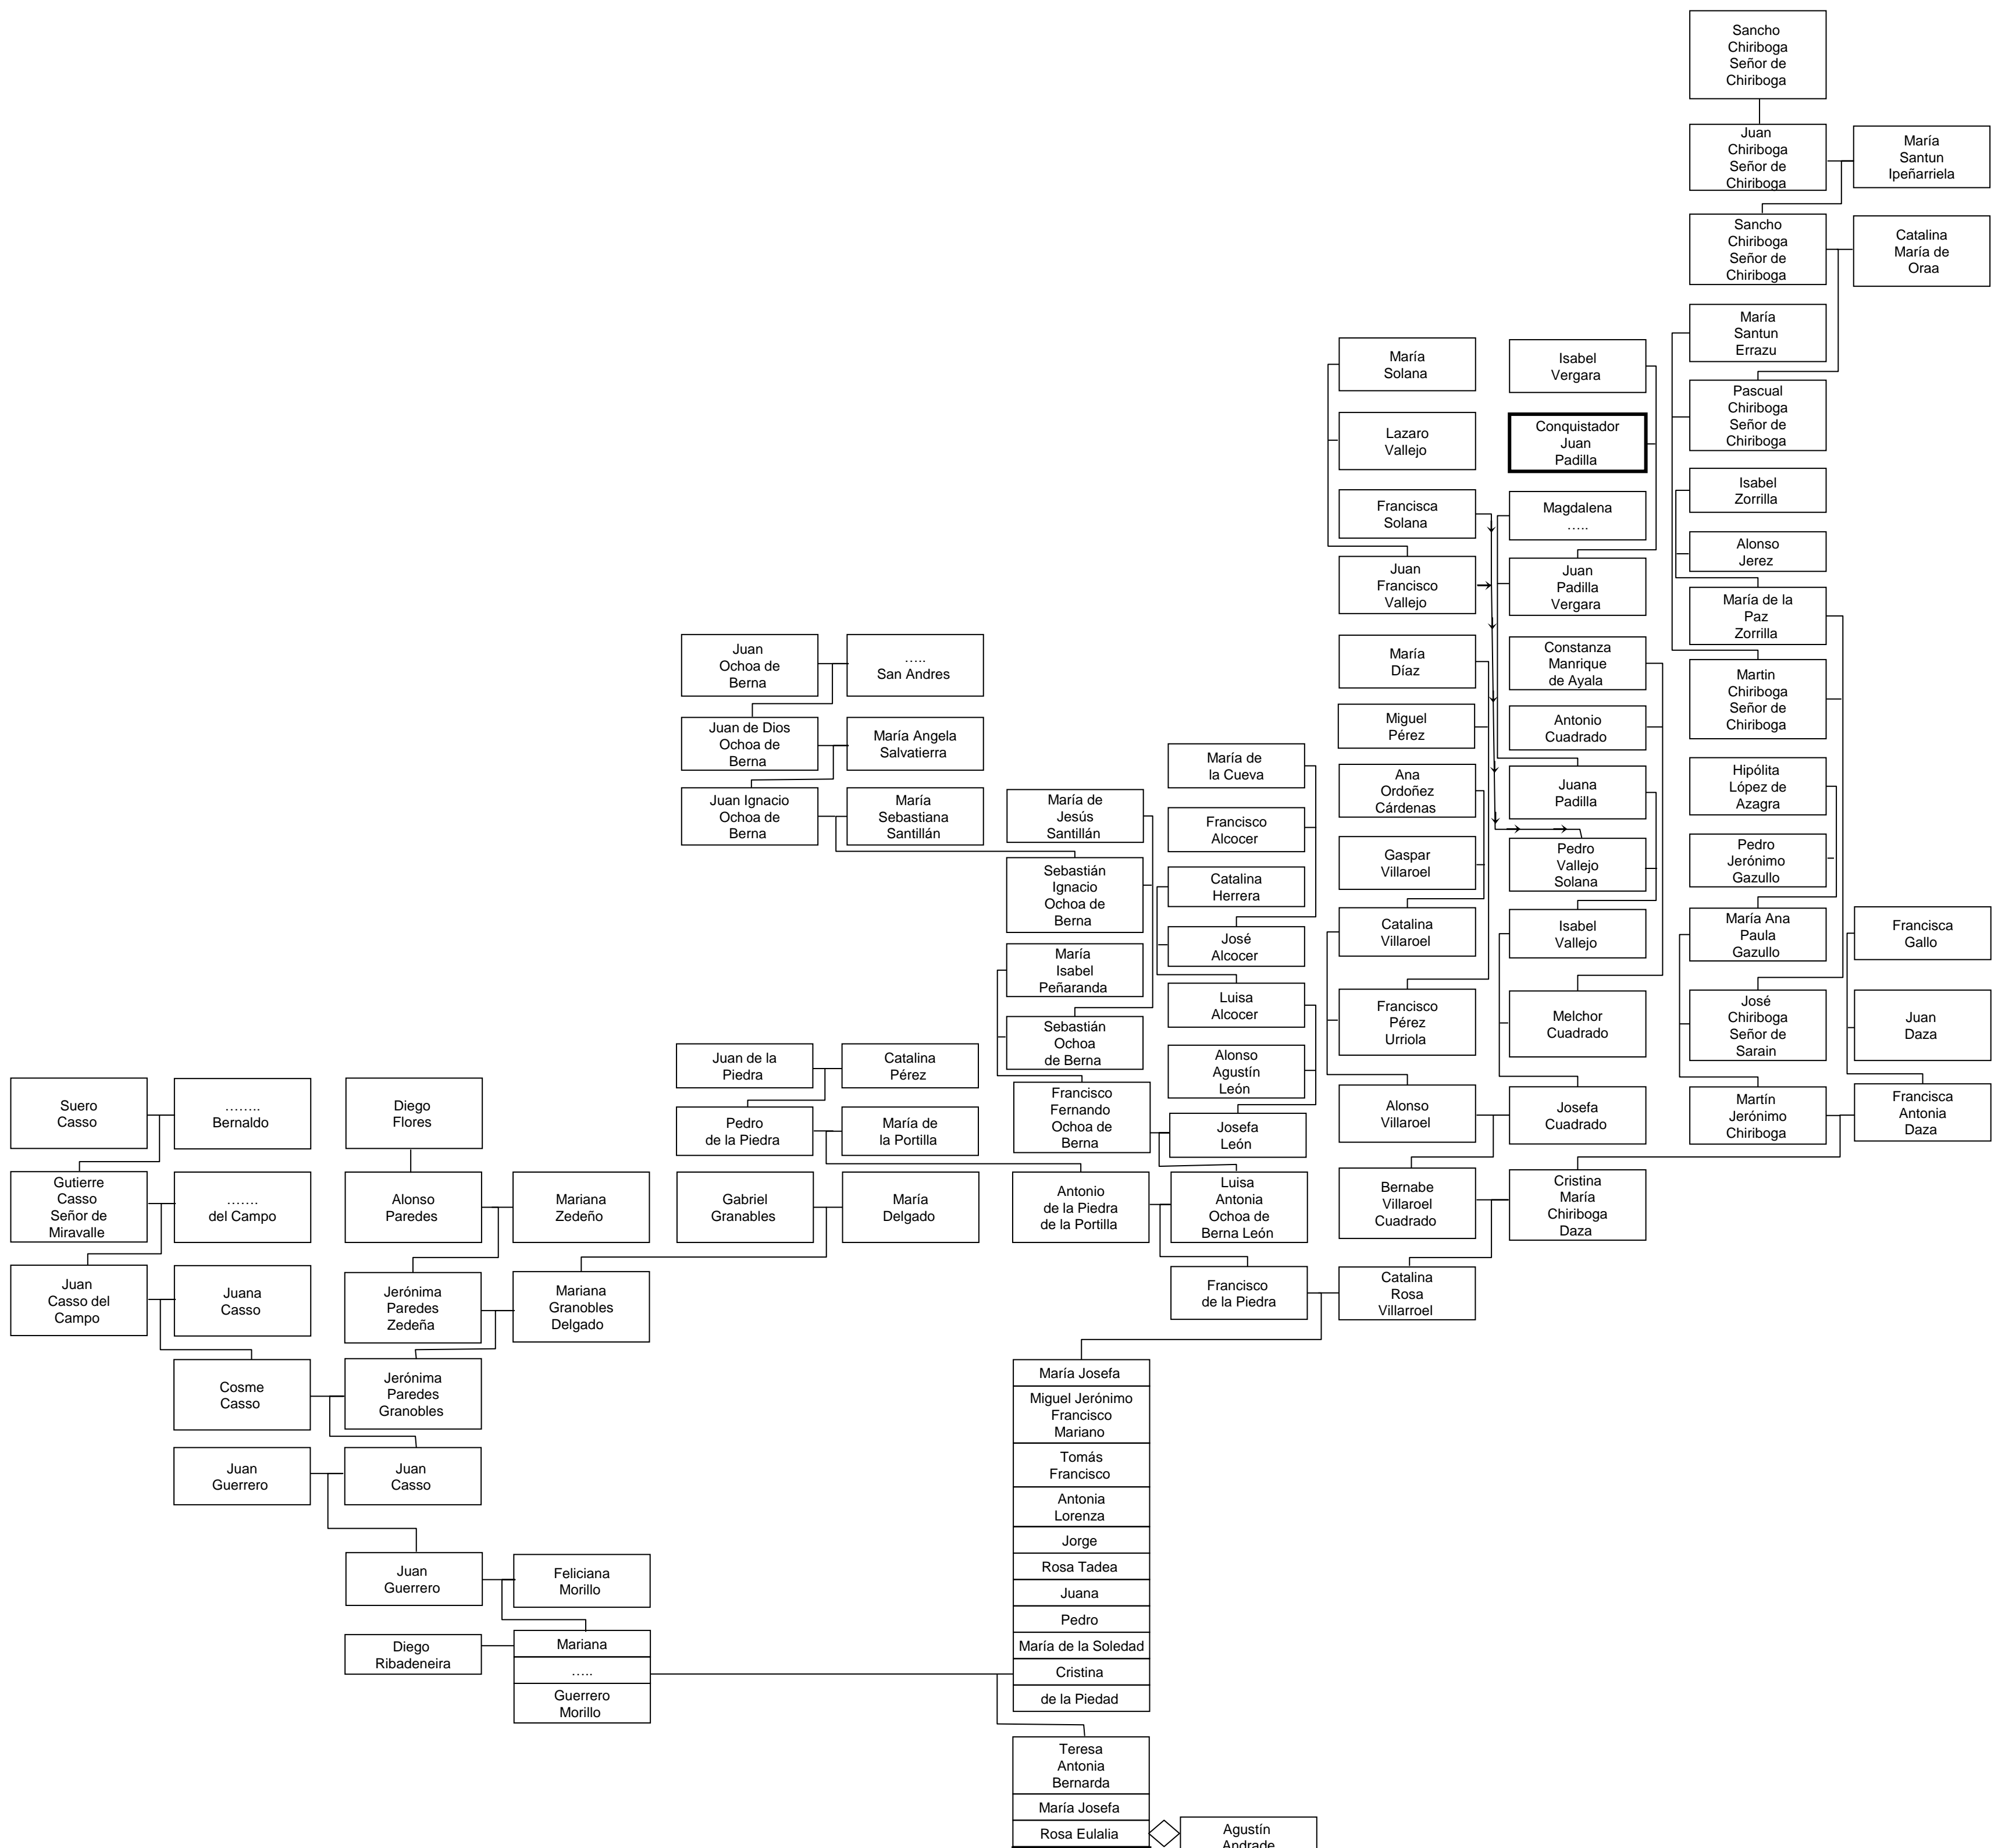 Sancho
Chiriboga
Señor de
Chiriboga
Juan
Chiriboga
Señor de
Chiriboga
María
Santun
Ipeñarriela
Sancho
Chiriboga
Señor de
Chiriboga
Catalina
María de
Oraa
María
Santun
Errazu
Pascual
Chiriboga
Señor de
Chiriboga
Isabel
Zorrilla
Alonso
Jerez
María de la
Paz
Zorrilla
Martin
Chiriboga
Señor de
Chiriboga
Hipólita
López de
Azagra
Pedro
Jerónimo
Gazullo
María Ana
Paula
Gazullo
José
Chiriboga
Señor de
Sarain
Martín
Jerónimo
Chiriboga
Francisca
Gallo
Juan
Daza
Francisca
Antonia
Daza
Isabel
Vergara
Conquistador
Juan
Padilla
Magdalena
…..
Juan
Padilla
Vergara
Constanza
Manrique
de Ayala
Antonio
Cuadrado
Juana
Padilla
Pedro
Vallejo
Solana
Isabel
Vallejo
Melchor
Cuadrado
Josefa
Cuadrado
Cristina
María
Chiriboga
Daza
María
Solana
Lazaro
Vallejo
Francisca
Solana
Juan
Francisco
Vallejo
María
Díaz
Miguel
Pérez
Ana
Ordoñez
Cárdenas
Gaspar
Villaroel
Catalina
Villaroel
Francisco
Pérez
Urriola
Alonso
Villaroel
Bernabe
Villaroel
Cuadrado
Catalina
Rosa
Villarroel
María de
la Cueva
Francisco
Alcocer
Catalina
Herrera
José
Alcocer
Luisa
Alcocer
Alonso
Agustín
León
Josefa
León
Luisa
Antonia
Ochoa de
Berna León
Francisco
de la Piedra
Juan
Ochoa de
Berna
…..
San Andres
Juan de Dios
Ochoa de
Berna
María Angela
Salvatierra
Juan Ignacio
Ochoa de
Berna
María
Sebastiana
Santillán
María de
Jesús
Santillán
Sebastián
Ignacio
Ochoa de
Berna
María
Isabel
Peñaranda
Sebastián
Ochoa
de Berna
Francisco
Fernando
Ochoa de
Berna
Antonio
de la Piedra
de la Portilla
Juan de la
Piedra
Catalina
Pérez
Pedro
de la Piedra
María de
la Portilla
Gabriel
Granables
María
Delgado
Suero
Casso
……..
Bernaldo
Diego
Flores
Gutierre
Casso
Señor de
Miravalle
…….
del Campo
Alonso
Paredes
Mariana
Zedeño
Juan
Casso del
Campo
Juana
Casso
Jerónima
Paredes
Zedeña
Mariana
Granobles
Delgado
Cosme
Casso
Jerónima
Paredes
Granobles
Juan
Guerrero
Juan
Casso
Juan
Guerrero
Feliciana
Morillo
Diego
Ribadeneira
Mariana
…..
Guerrero
Morillo
María Josefa
Miguel Jerónimo
Francisco
Mariano
Tomás
Francisco
Antonia
Lorenza
Jorge
Rosa Tadea
Juana
Pedro
María de la Soledad
Cristina
de la Piedad
Teresa
Antonia
Bernarda
María Josefa
Rosa Eulalia
Agustín
Andrade